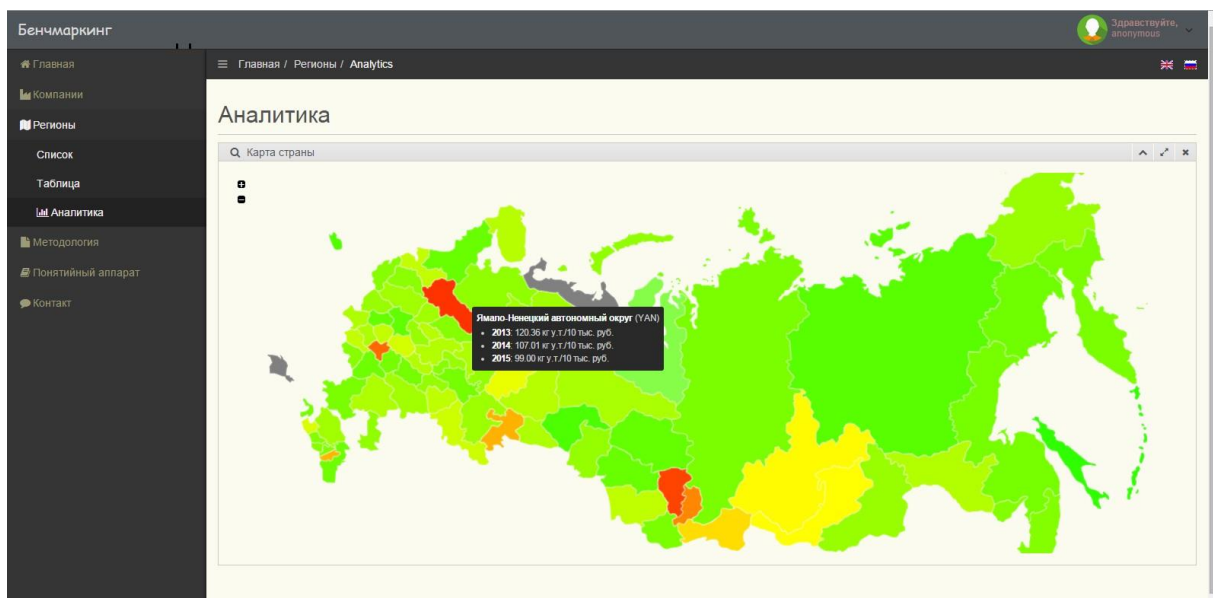 Бенчмаркинг
Здравствуйте,
anonymous
Главная
Главная / Регионы / Analytics
Компании
Регионы
Список
Таблица
Аналитика
Методология
Понятийный аппарат
Контакт
Аналитика
Карта страны
Ямало-Ненецкий автономный округ (YAN)
2013: 120.36 кг у.т./10 тыс. руб.
2014: 107.01 кг у.т./10 тыс. руб.
2015: 99.00 кг у.т./10 тыс. руб.